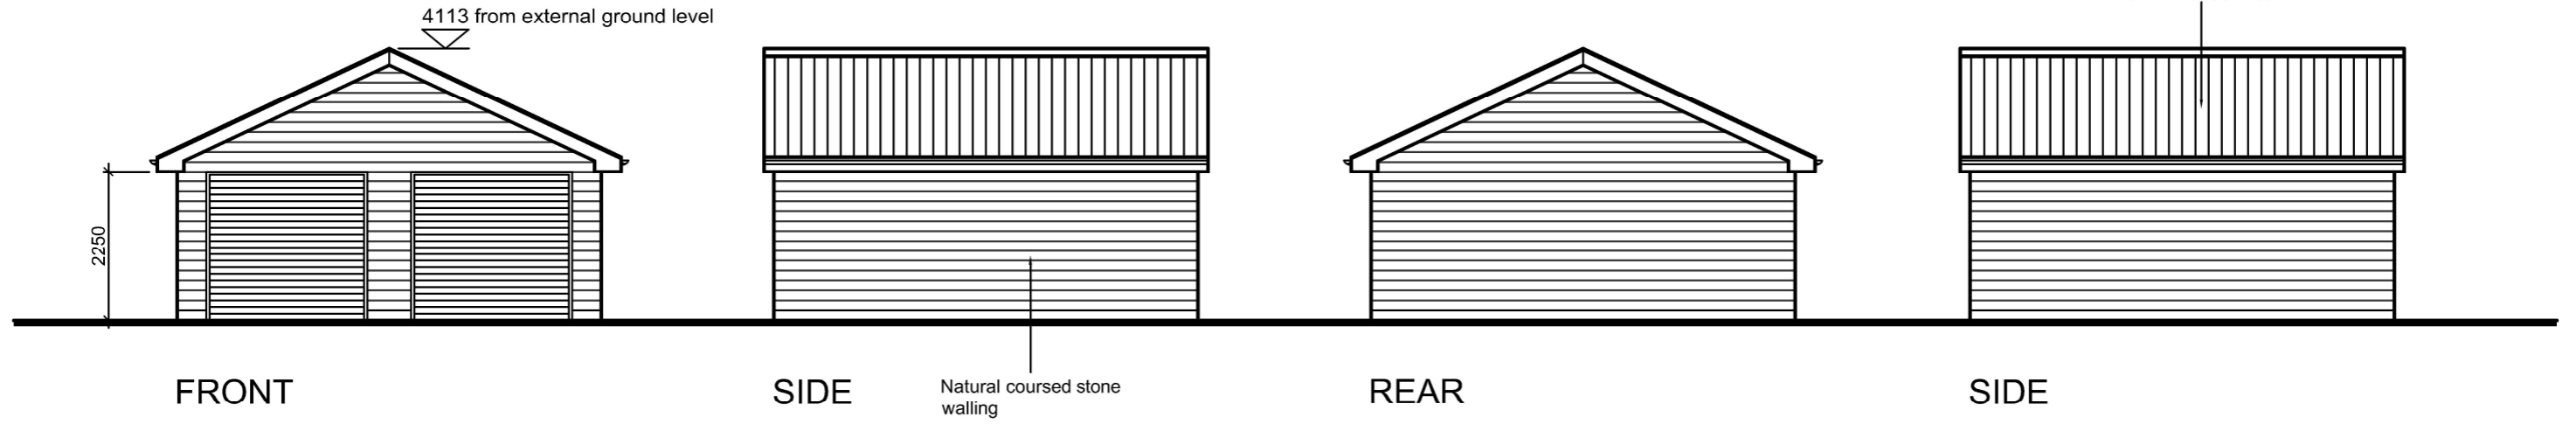 4113 from external ground level
2250
FRONT
SIDE
Natural coursed stone
walling
REAR
SIDE